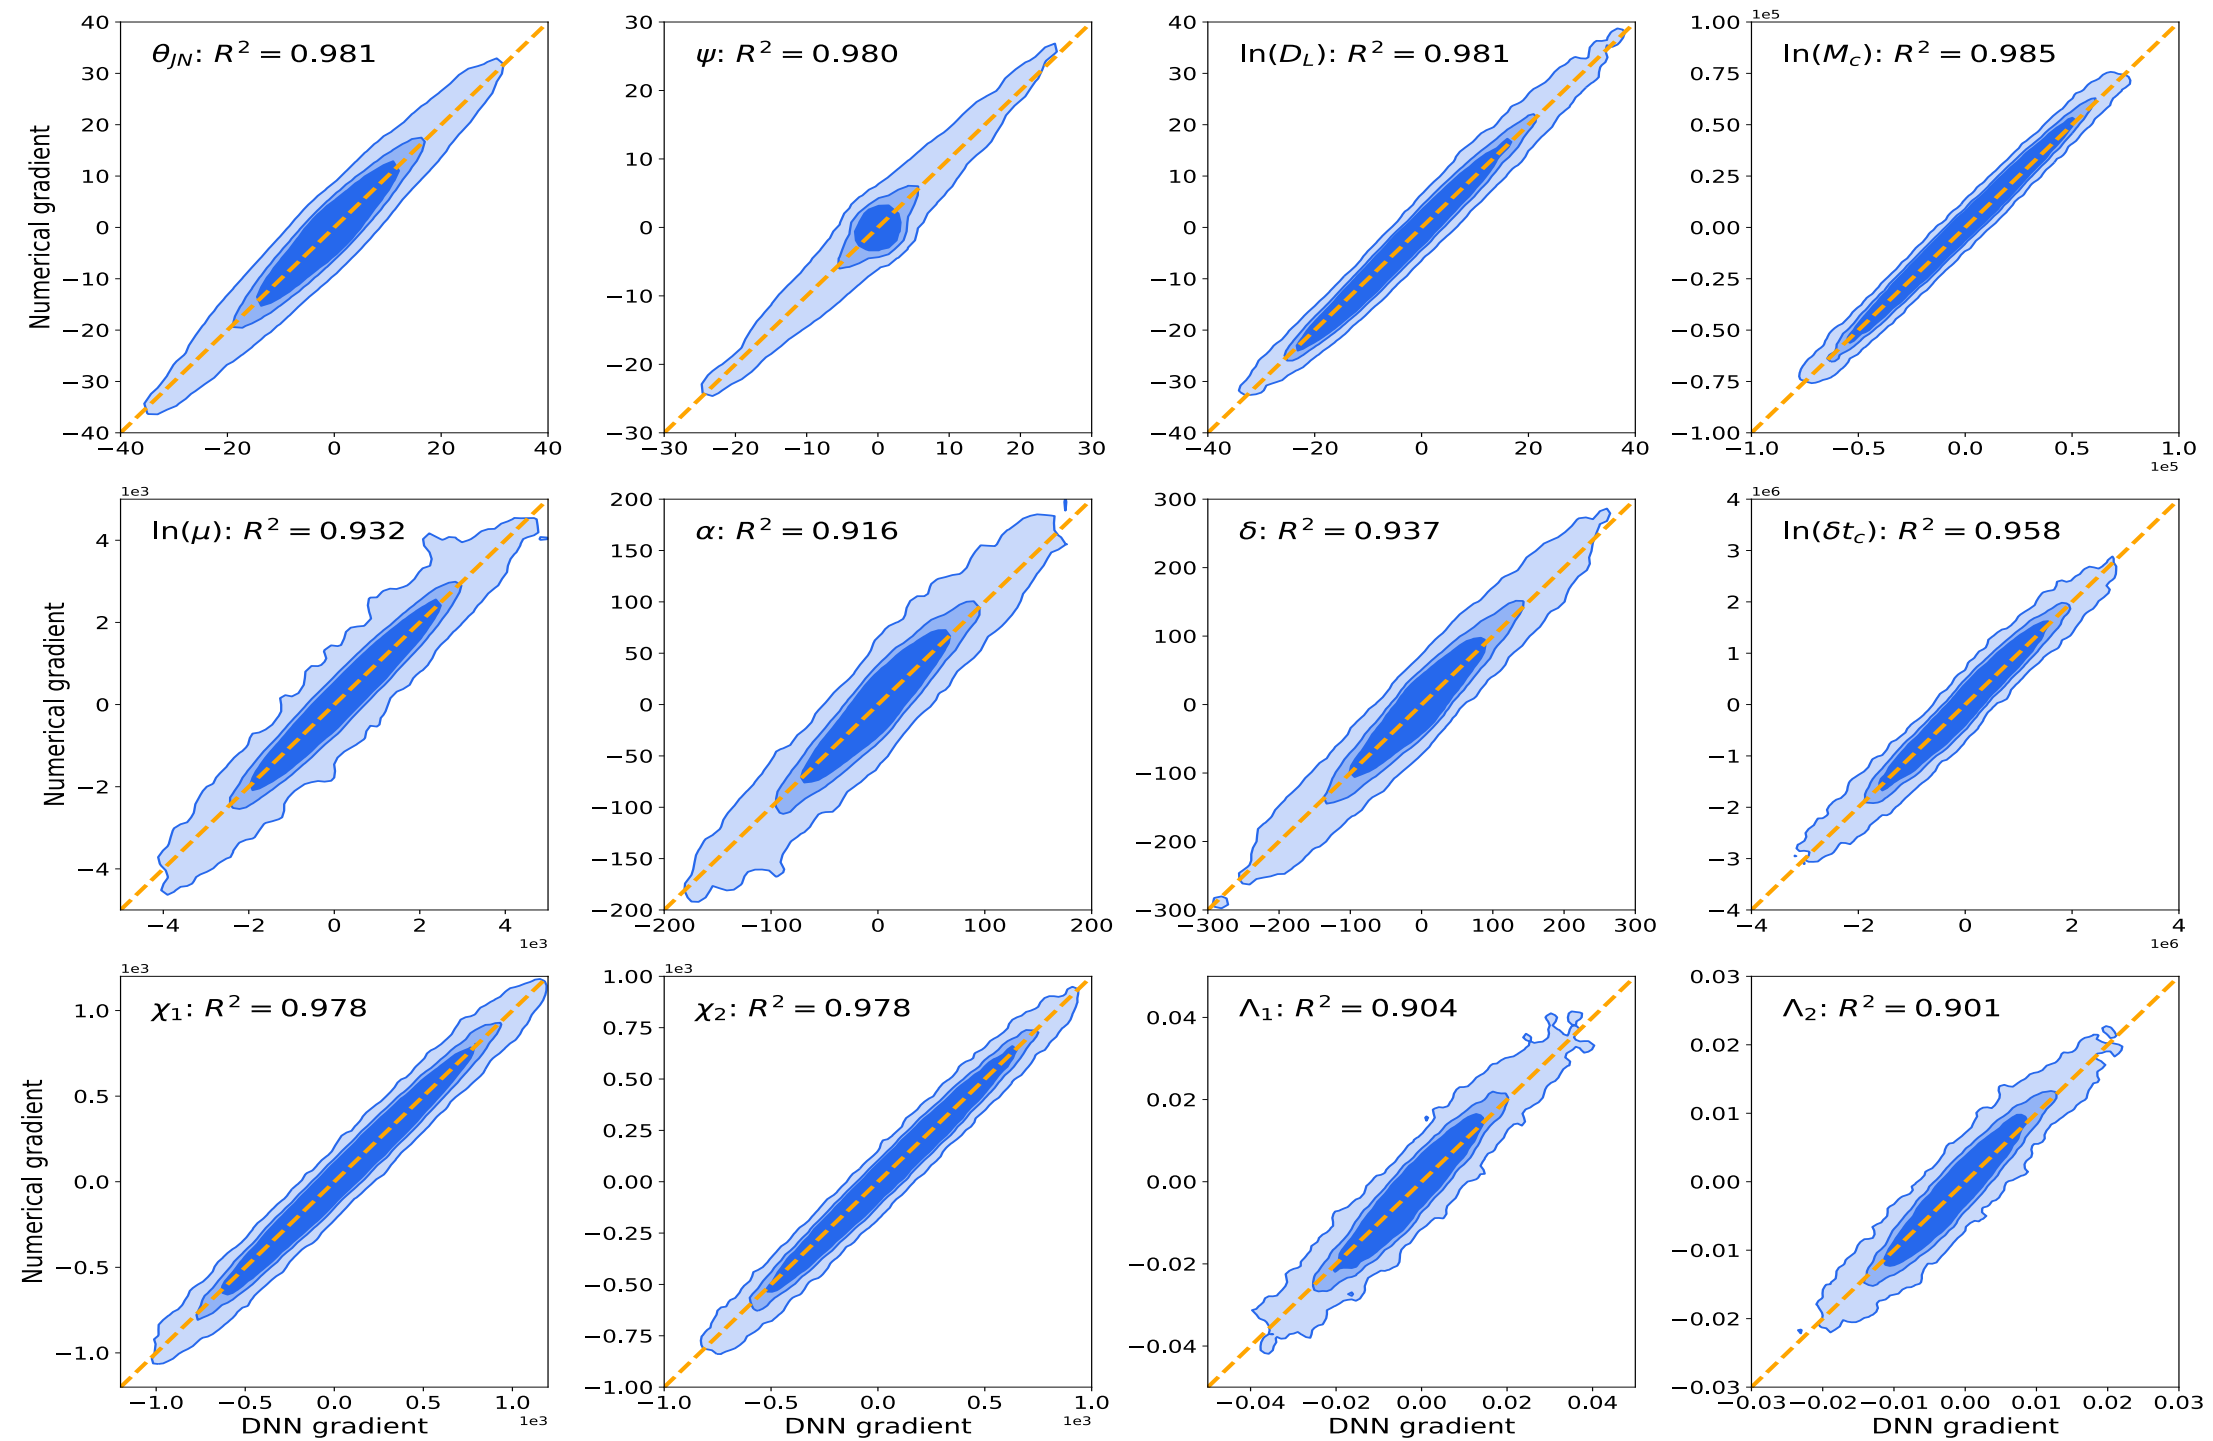 θ_JN: R² = 0.981
40
30
20
10
0
−10
−20
−30
−40
Numerical gradient
−40 −20 0 20 40
ψ: R² = 0.980
30
20
10
0
−10
−20
−30
−30 −20 −10 0 10 20 30
ln(D_L): R² = 0.981
40
30
20
10
0
−10
−20
−30
−40
−40 −20 0 20 40
1e5
ln(M_c): R² = 0.985
1.00
0.75
0.50
0.25
0.00
−0.25
−0.50
−0.75
−1.00
−1.0 −0.5 0.0 0.5 1.0
1e5
1e3
ln(μ): R² = 0.932
4
2
0
−2
−4
Numerical gradient
−4 −2 0 2 4
1e3
α: R² = 0.916
200
150
100
50
0
−50
−100
−150
−200
−200 −100 0 100 200
δ: R² = 0.937
300
200
100
0
−100
−200
−300
−300 −200 −100 0 100 200 300
1e6
ln(δt_c): R² = 0.958
4
3
2
1
0
−1
−2
−3
−4
−4 −2 0 2 4
1e6
1e3
χ₁: R² = 0.978
1.0
0.5
0.0
−0.5
−1.0
Numerical gradient
−1.0 −0.5 0.0 0.5 1.0
1e3
DNN gradient
1e3
χ₂: R² = 0.978
1.00
0.75
0.50
0.25
0.00
−0.25
−0.50
−0.75
−1.00
−1.0 −0.5 0.0 0.5 1.0
1e3
DNN gradient
Λ₁: R² = 0.904
0.04
0.02
0.00
−0.02
−0.04
−0.04 −0.02 0.00 0.02 0.04
DNN gradient
Λ₂: R² = 0.901
0.03
0.02
0.01
0.00
−0.01
−0.02
−0.03
−0.03 −0.02 −0.01 0.00 0.01 0.02 0.03
DNN gradient